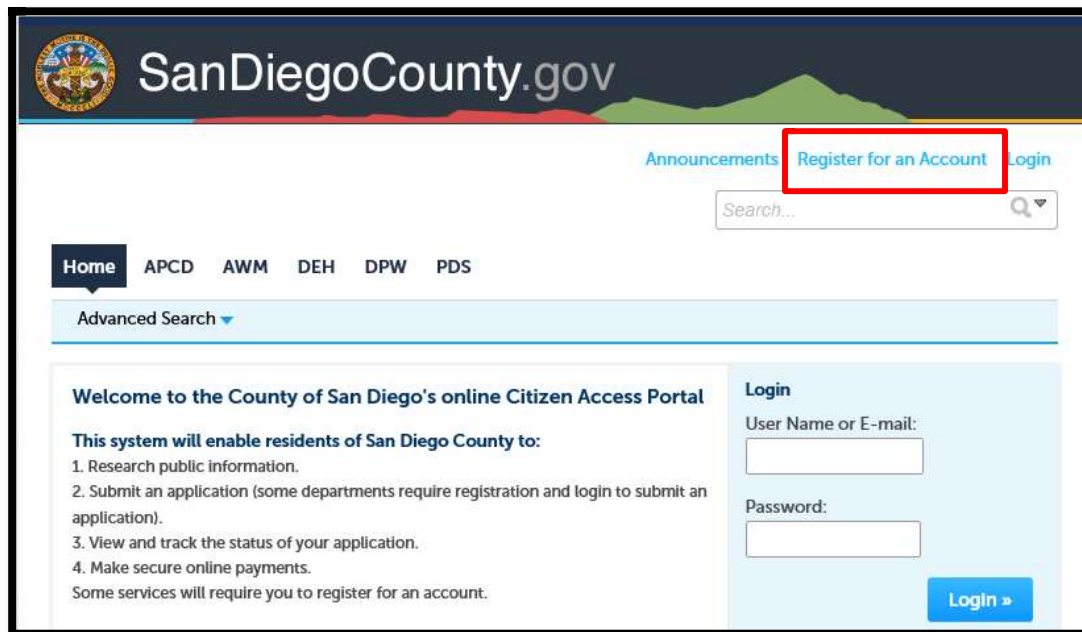 SanDiegoCounty.gov
Announcements Register for an Account Login
Search...
Home APCD AWM DEH DPW PDS
Advanced Search
Welcome to the County of San Diego's online Citizen Access Portal
This system will enable residents of San Diego County to:
1. Research public information.
2. Submit an application (some departments require registration and login to submit an
application).
3. View and track the status of your application.
4. Make secure online payments.
Some services will require you to register for an account.
Login
User Name or E-mail:
Password:
Login »